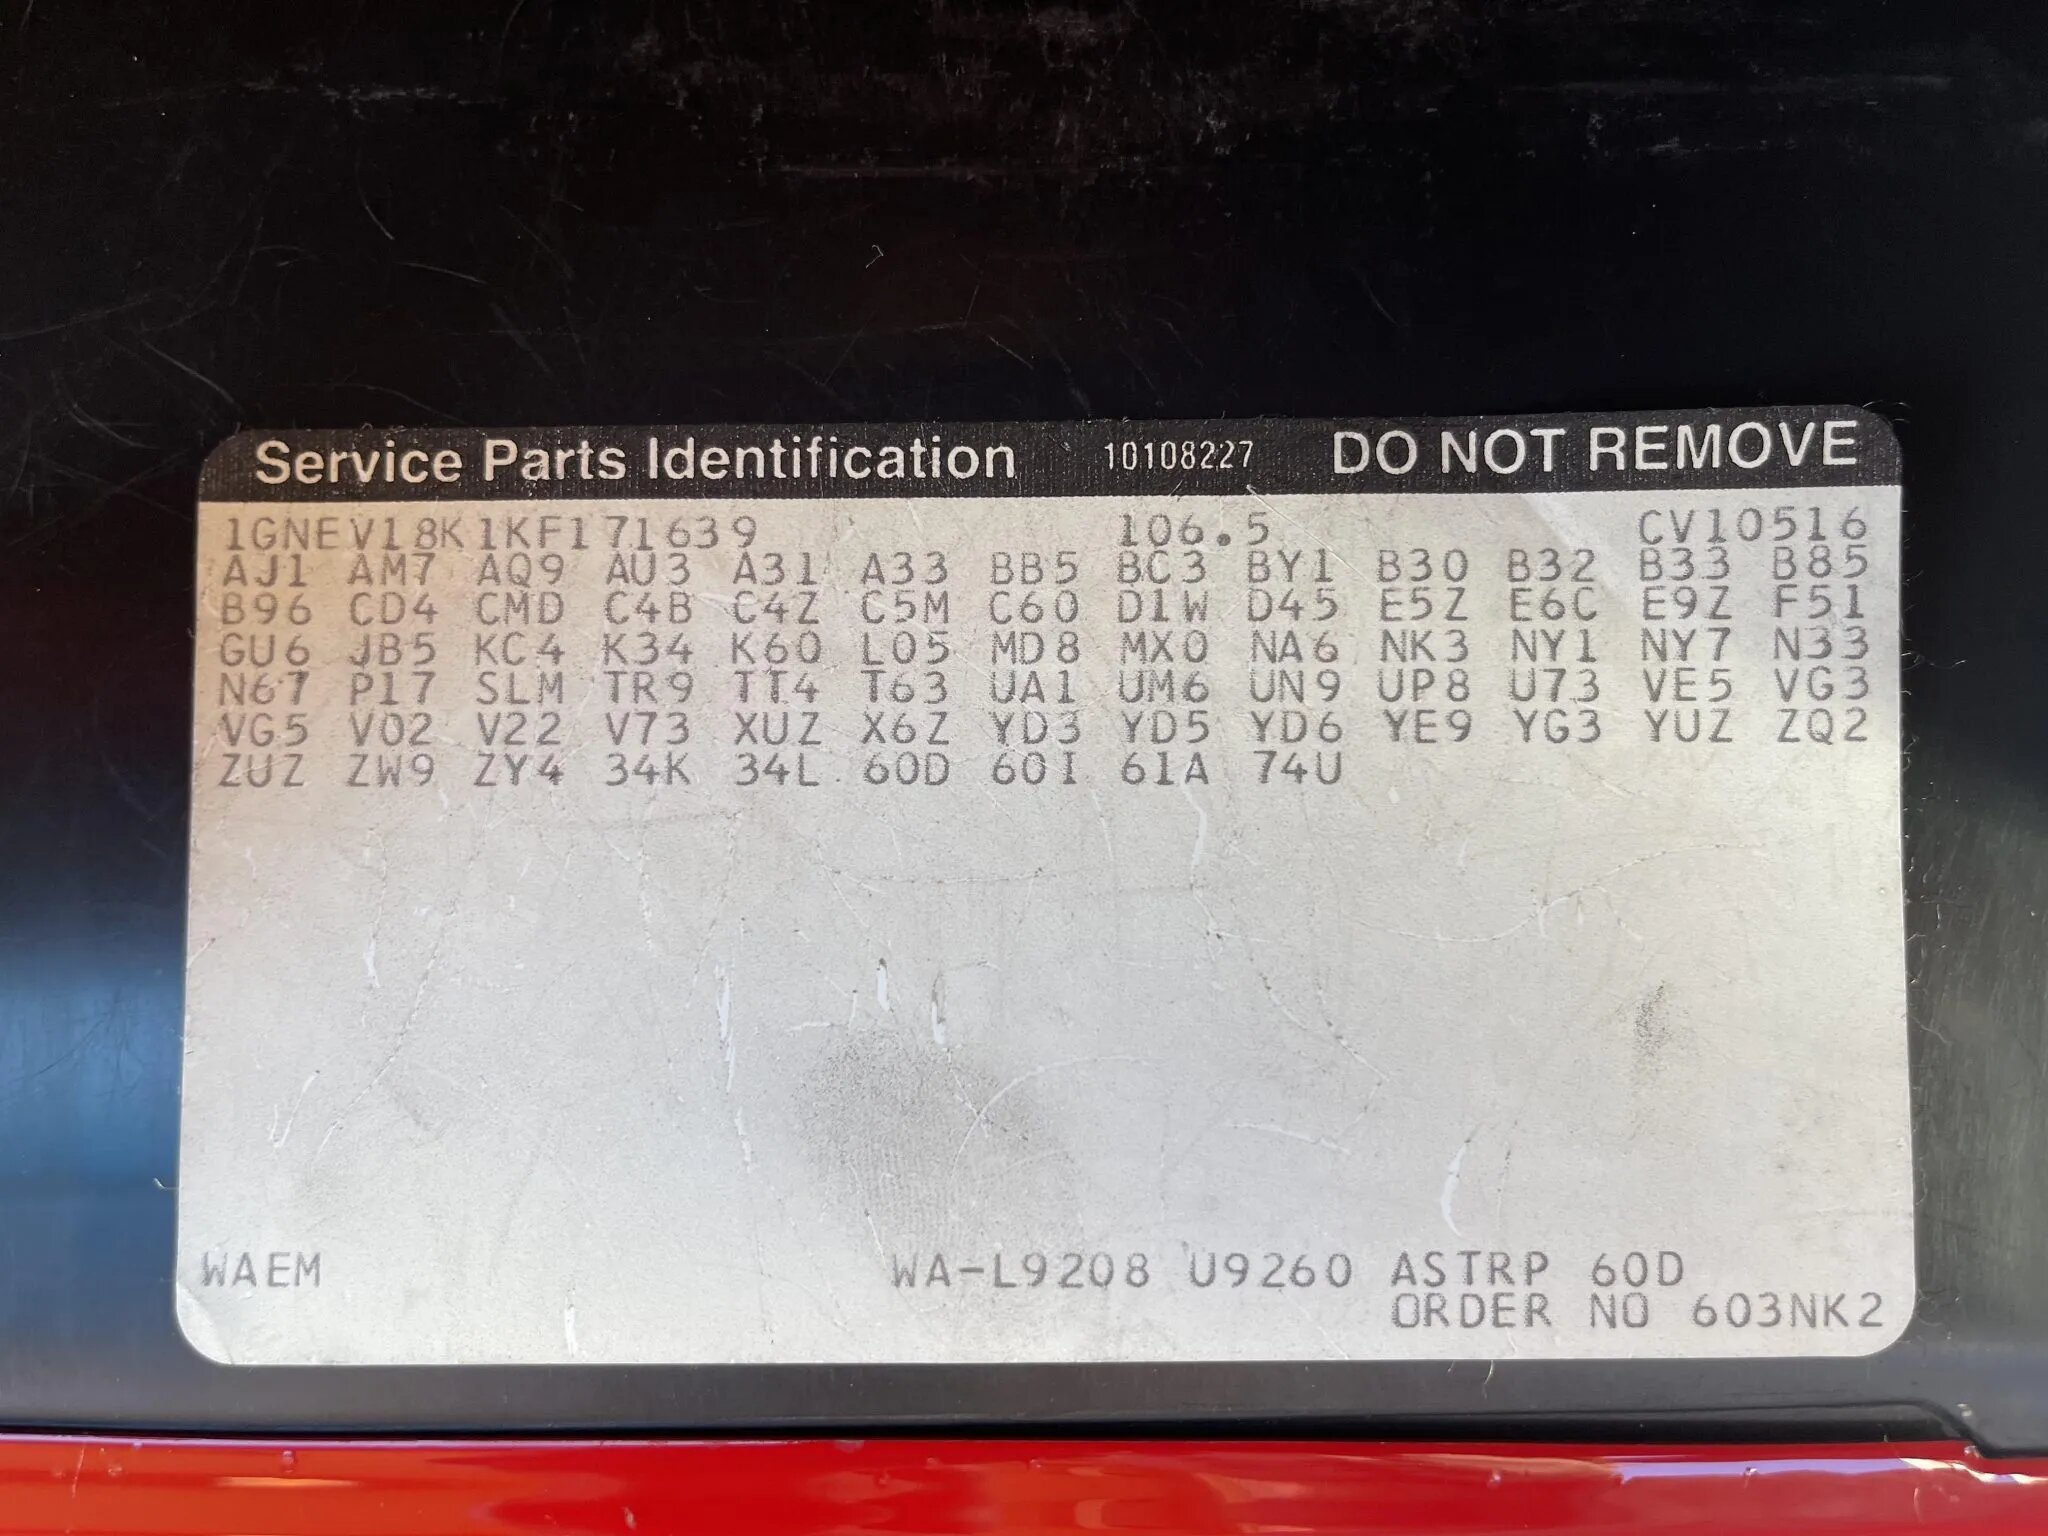 Service Parts Identification 10108227 DO NOT REMOVE
1GNEV18K1KF171639 106.5 CV10516
AJ1 AM7 AQ9 AU3 A31 A33 BB5 BC3 BY1 B30 B32 B33 B85
B96 CD4 CMD C4B C4Z C5M C60 D1W D45 E5Z E6C E9Z F51
GU6 JB5 KC4 K34 K60 L05 MD8 MX0 NA6 NK3 NY1 NY7 N33
N67 P17 SLM TR9 TT4 T63 UA1 UM6 UN9 UP8 U73 VE5 VG3
VG5 V02 V22 V73 XUZ X6Z YD3 YD5 YD6 YE9 YG3 YUZ ZQ2
ZUZ ZW9 ZY4 34K 34L 60D 60I 61A 74U
WAEM WA-L9208 U9260 ASTRP 60D
ORDER NO 603NK2